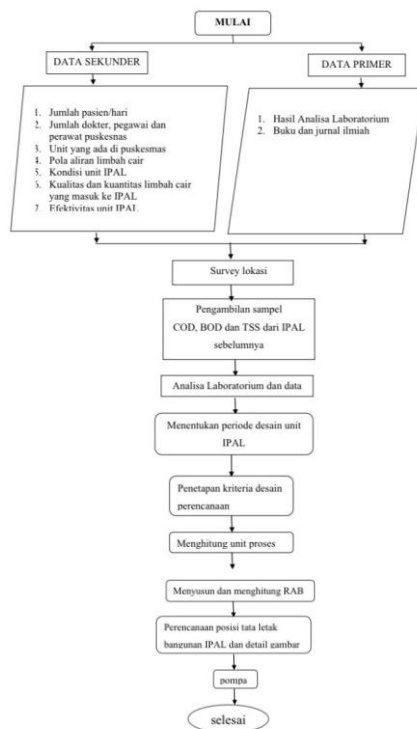 MULAI
DATA SEKUNDER
DATA PRIMER
1. Jumlah pasien/hari
2. Jumlah dokter, pegawai dan
perawat puskesnas
3. Unit yang ada di puskesmas
4. Pola aliran limbah cair
5. Kondisi unit IPAL
6. Kualitas dan kuantitas limbah cair
yang masuk ke IPAL
7. Efektivitas unit IPAL
1. Hasil Analisa Laboratorium
2. Buku dan jurnal ilmiah
Survey lokasi
Pengambilan sampel
COD, BOD dan TSS dari IPAL
sebelumnya
Analisa Laboratorium dan data
Menentukan periode desain unit
IPAL
Penetapan kriteria desain
perencanaan
Menghitung unit proses
Menyusun dan menghitung RAB
Perencanaan posisi tata letak
bangunan IPAL dan detail gambar
pompa
selesai